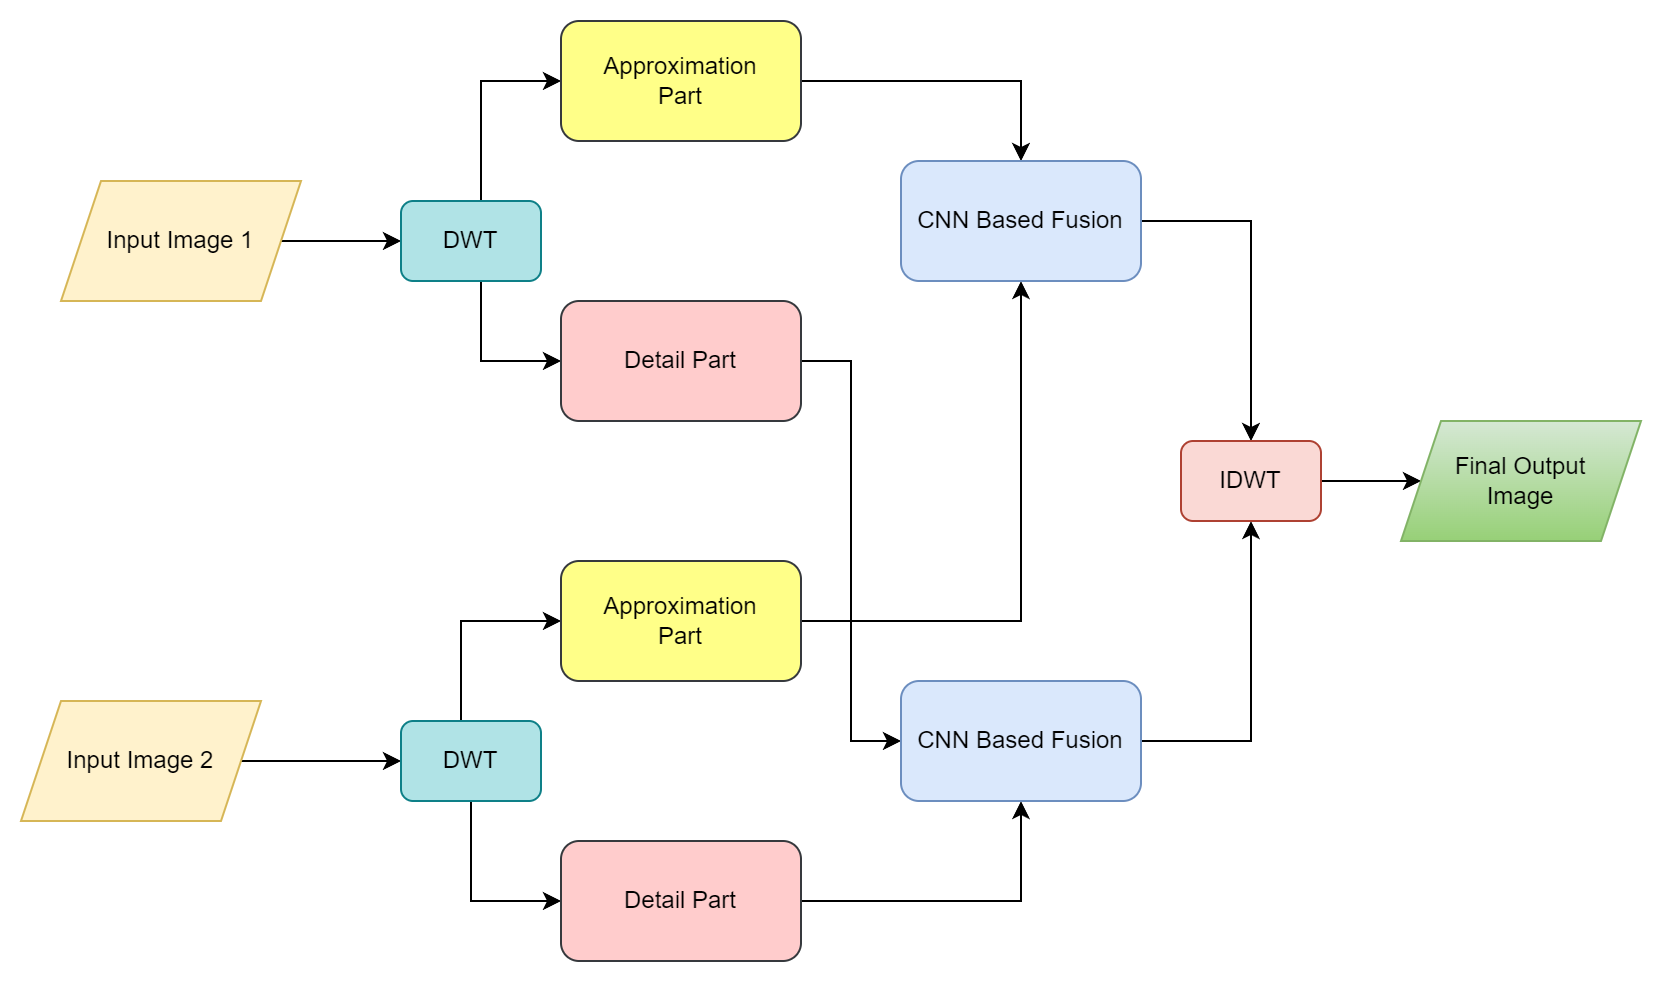 Approximation
Part
Input Image 1
DWT
CNN Based Fusion
Detail Part
IDWT
Final Output
Image
Approximation
Part
Input Image 2
DWT
CNN Based Fusion
Detail Part